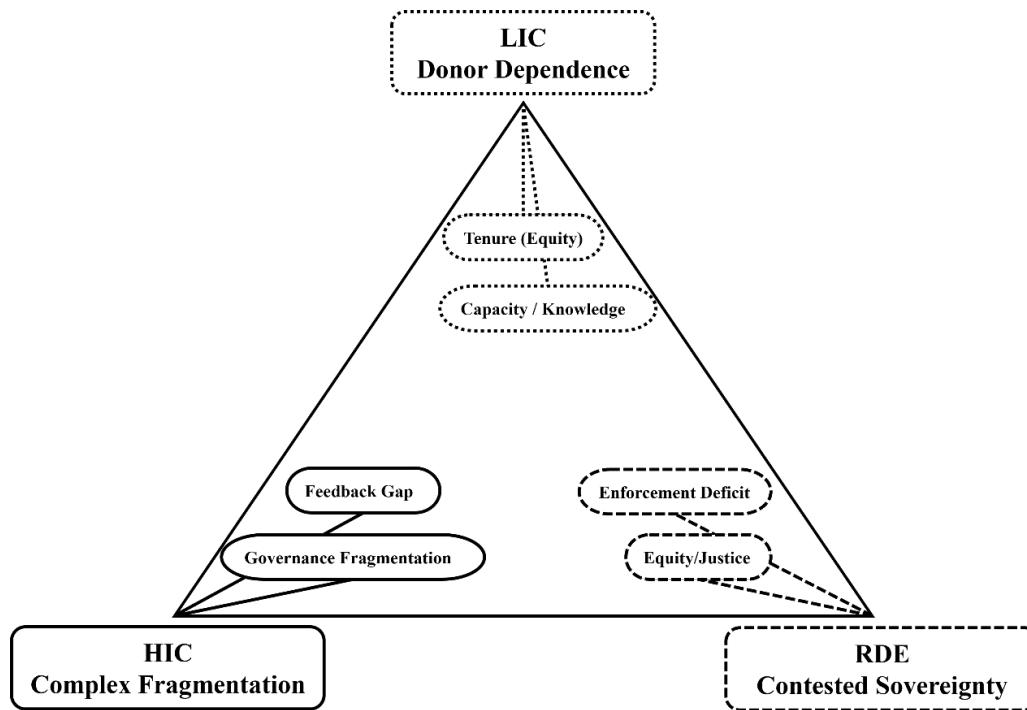 LIC
Donor Dependence
Tenure (Equity)
Capacity / Knowledge
Feedback Gap
Enforcement Deficit
Governance Fragmentation
Equity/Justice
HIC
Complex Fragmentation
RDE
Contested Sovereignty